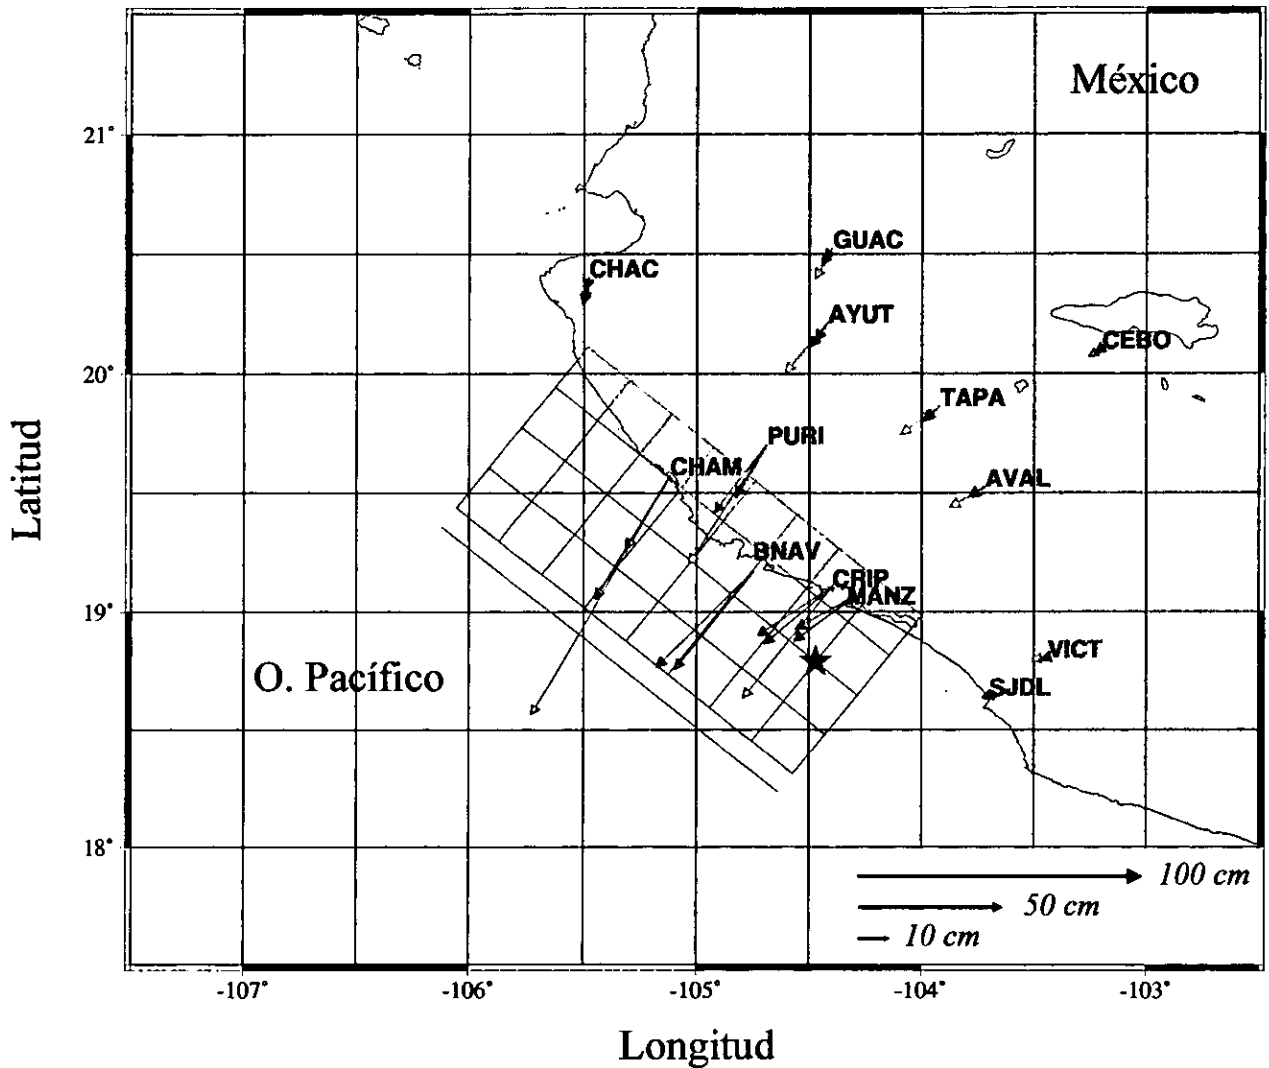 México
21°
GUAC
CHAC
AYUT
CEBO
20°
TAPA
PURI
CHAM
AVAL
BNAV
CRIP
MANZ
19°
VICT
O. Pacífico
SJDL
18°
100 cm
50 cm
10 cm
-107°
-106°
-105°
-104°
-103°
Longitud
Latitud